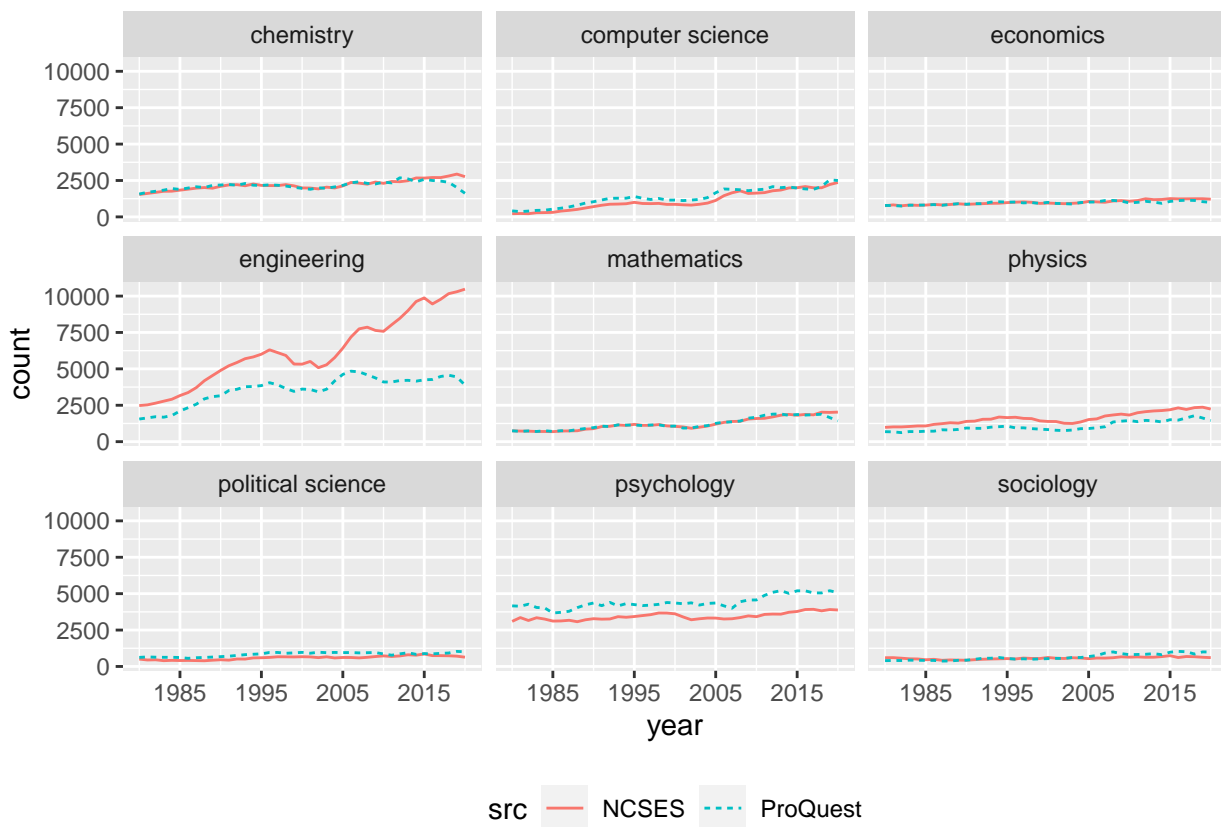 chemistry computer science economics
10000
7500
5000
2500
0
engineering mathematics physics
10000
7500
5000
2500
0
count
political science psychology sociology
10000
7500
5000
2500
0
1985 1995 2005 2015 1985 1995 2005 2015 1985 1995 2005 2015
year
src NCSES ProQuest